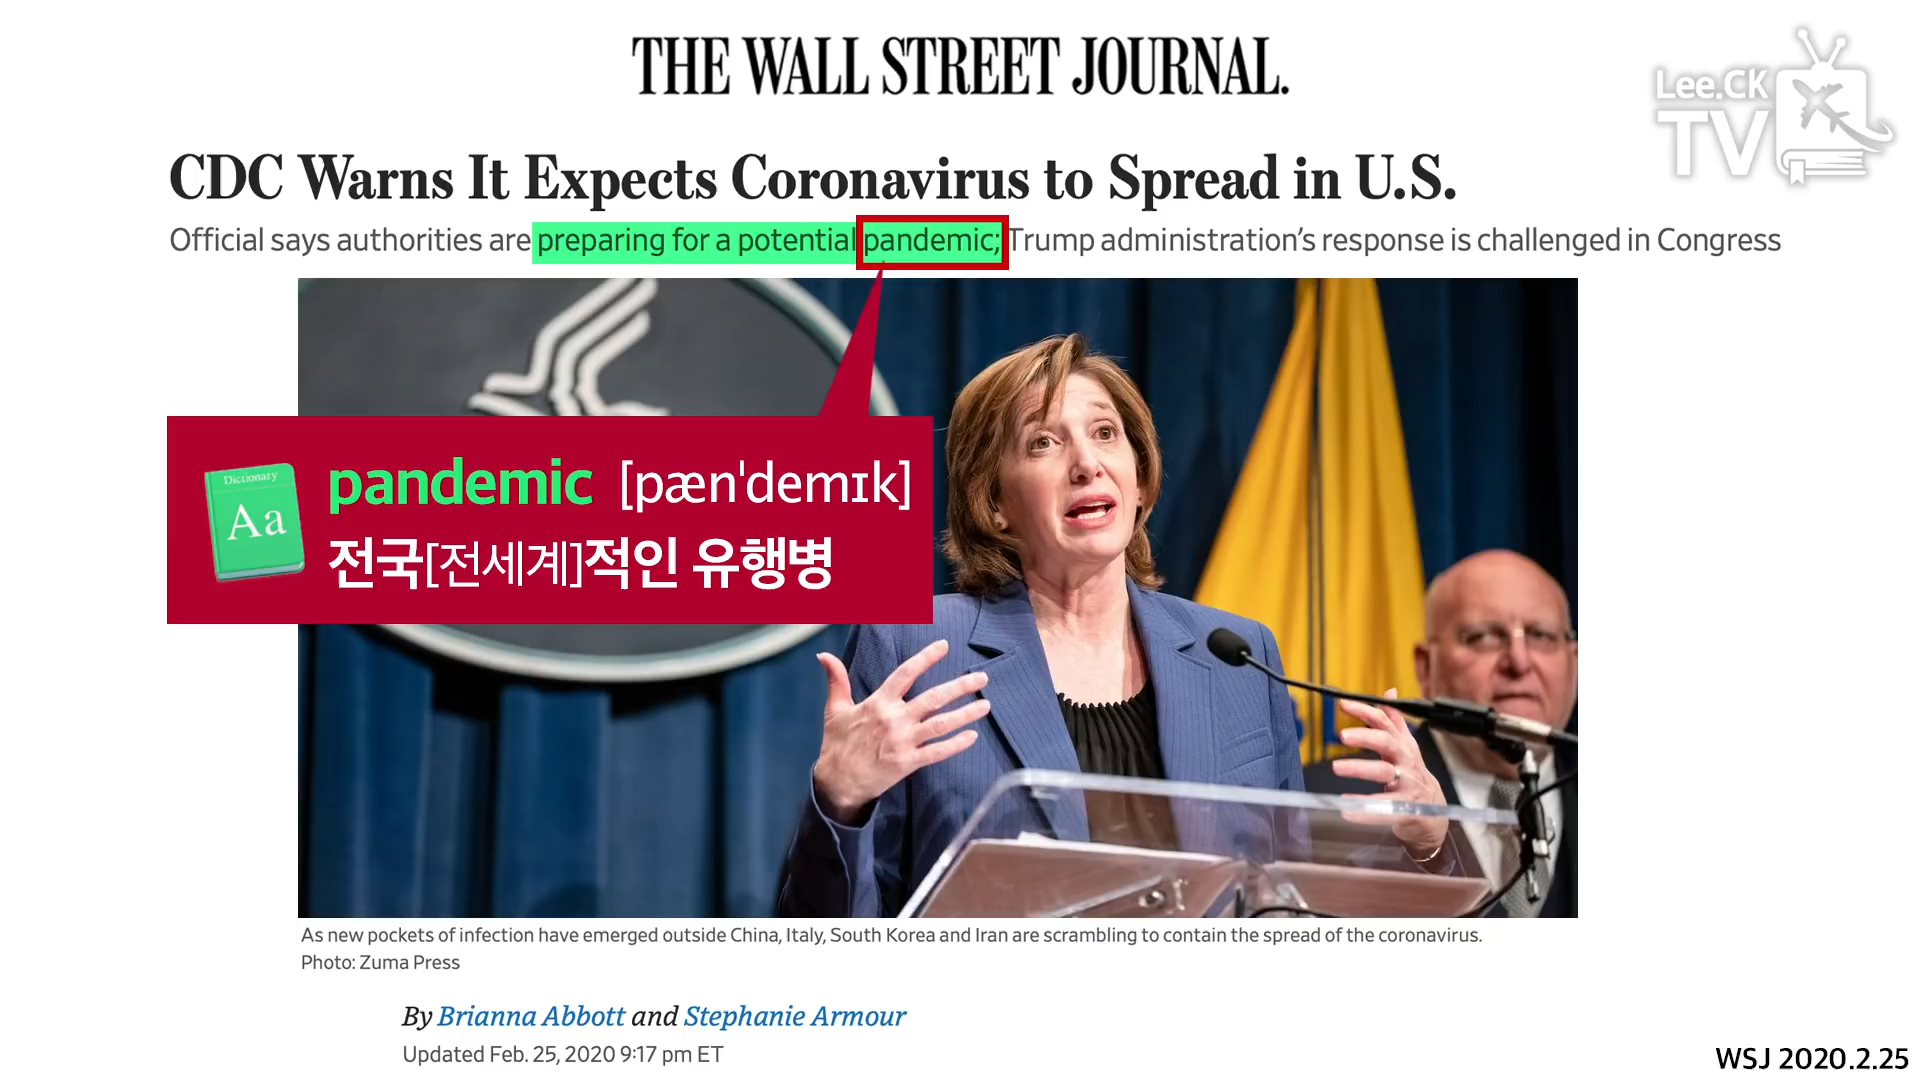 THE WALL STREET JOURNAL.
Lee.CK
TV
CDC Warns It Expects Coronavirus to Spread in U.S.
Official says authorities are preparing for a potential pandemic; Trump administration's response is challenged in Congress
Dictionary
Aa
pandemic [pæn'demɪk]
전국[전세계]적인 유행병
As new pockets of infection have emerged outside China, Italy, South Korea and Iran are scrambling to contain the spread of the coronavirus.
Photo: Zuma Press
By Brianna Abbott and Stephanie Armour
Updated Feb. 25, 2020 9:17 pm ET
WSJ 2020.2.25